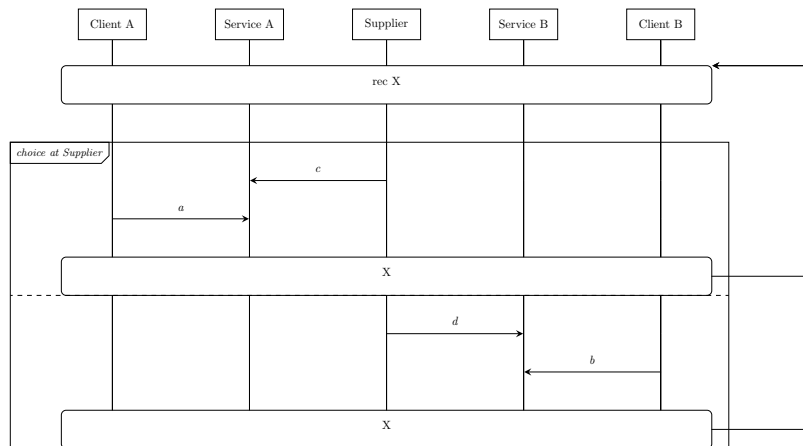 Client A
Service A
Supplier
Service B
Client B
rec X
choice at Supplier
c
a
X
d
b
X